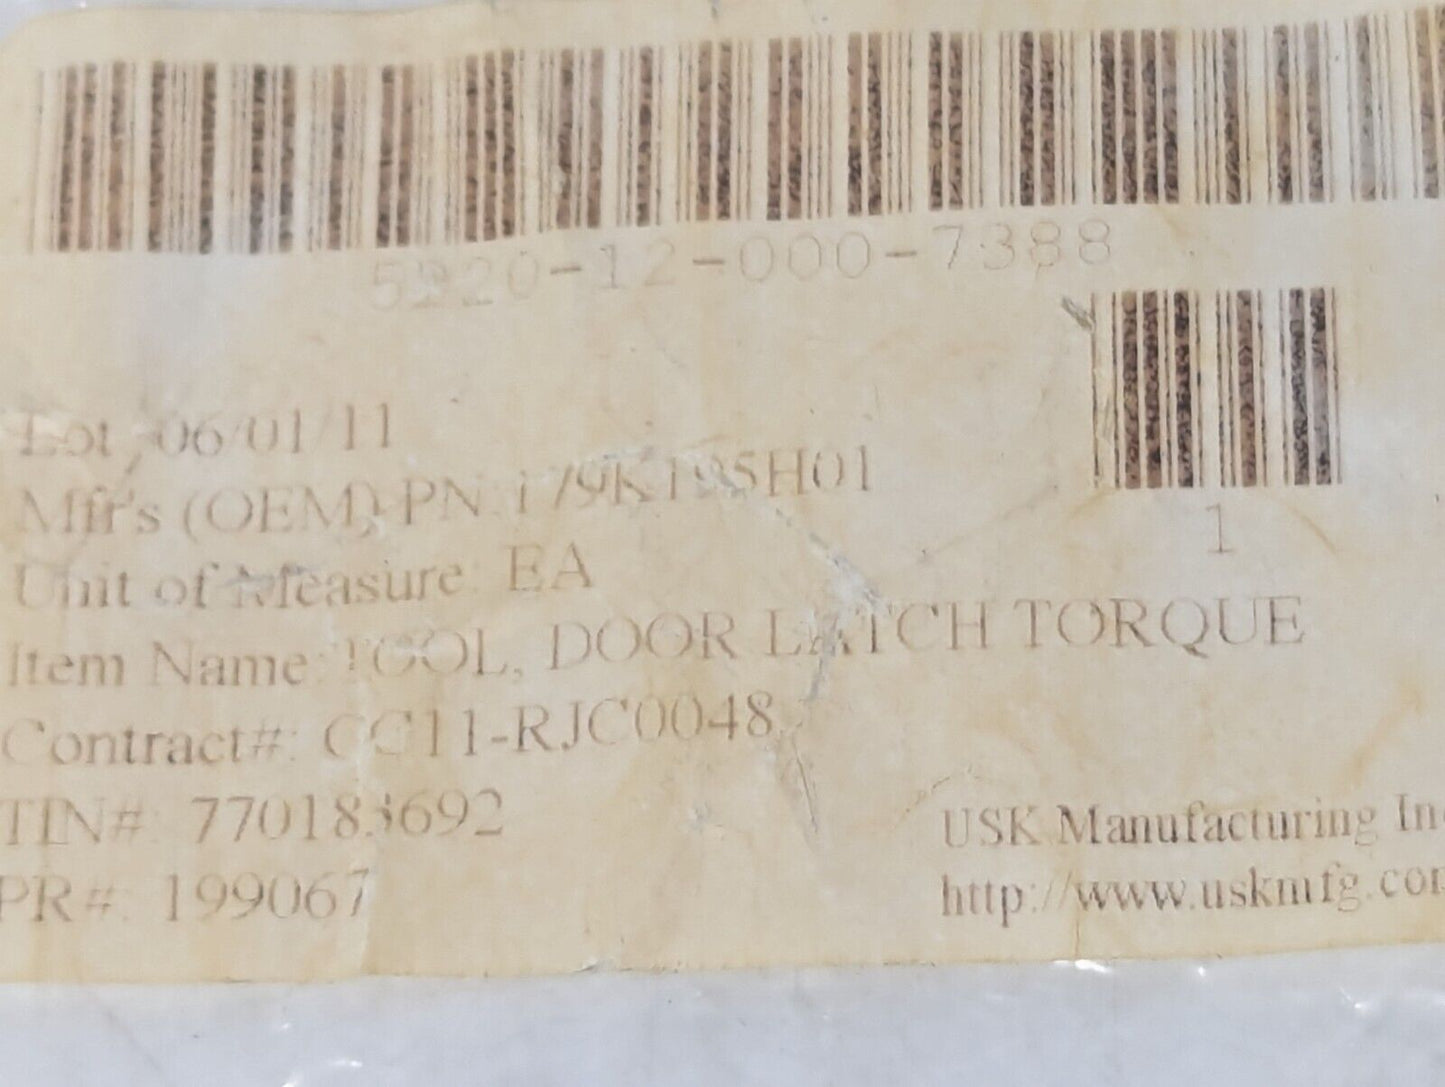 5220-12-000-7388
1
Lot: 06/01/11
Mfr's (OEM) PN:179K195H01
Unit of Measure: EA
Item Name: TOOL, DOOR LATCH TORQUE
Contract#: CC11-RJC0048
TIN#: 770183692
PR#: 199067
USK Manufacturing In
http://www.uskmfg.co